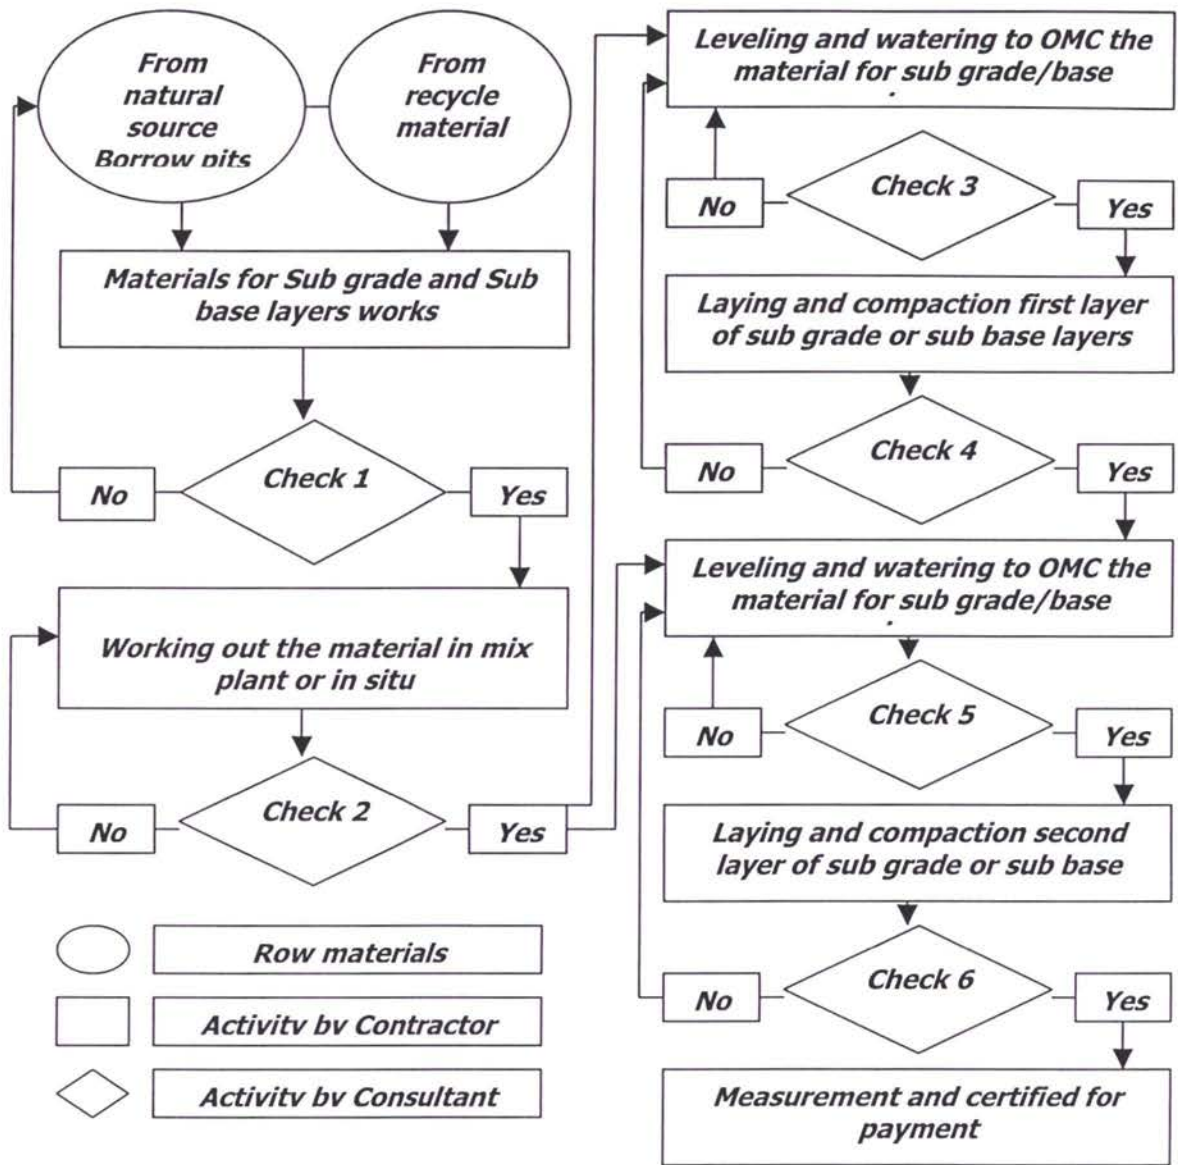 From
natural
source
Borrow pits
From
recycle
material
Materials for Sub grade and Sub
base layers works
Check 1
No
Yes
Working out the material in mix
plant or in situ
Check 2
No
Yes
Row materials
Activity by Contractor
Activity by Consultant
Leveling and watering to OMC the
material for sub grade/base
.
Check 3
No
Yes
Laying and compaction first layer
of sub grade or sub base layers
Check 4
No
Yes
Leveling and watering to OMC the
material for sub grade/base
.
Check 5
No
Yes
Laying and compaction second
layer of sub grade or sub base
Check 6
No
Yes
Measurement and certified for
payment